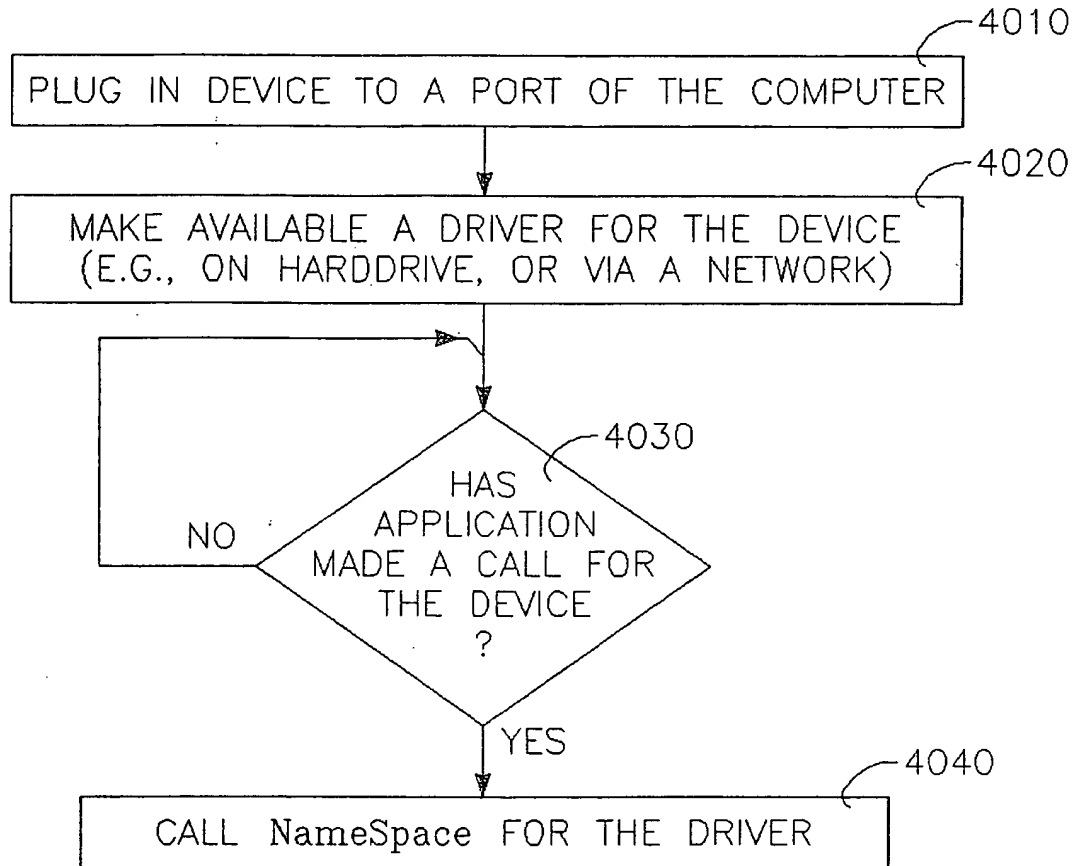 4010
PLUG IN DEVICE TO A PORT OF THE COMPUTER
4020
MAKE AVAILABLE A DRIVER FOR THE DEVICE
(E.G., ON HARDDRIVE, OR VIA A NETWORK)
4030
HAS
APPLICATION
MADE A CALL FOR
THE DEVICE
?
NO
YES
4040
CALL NameSpace FOR THE DRIVER